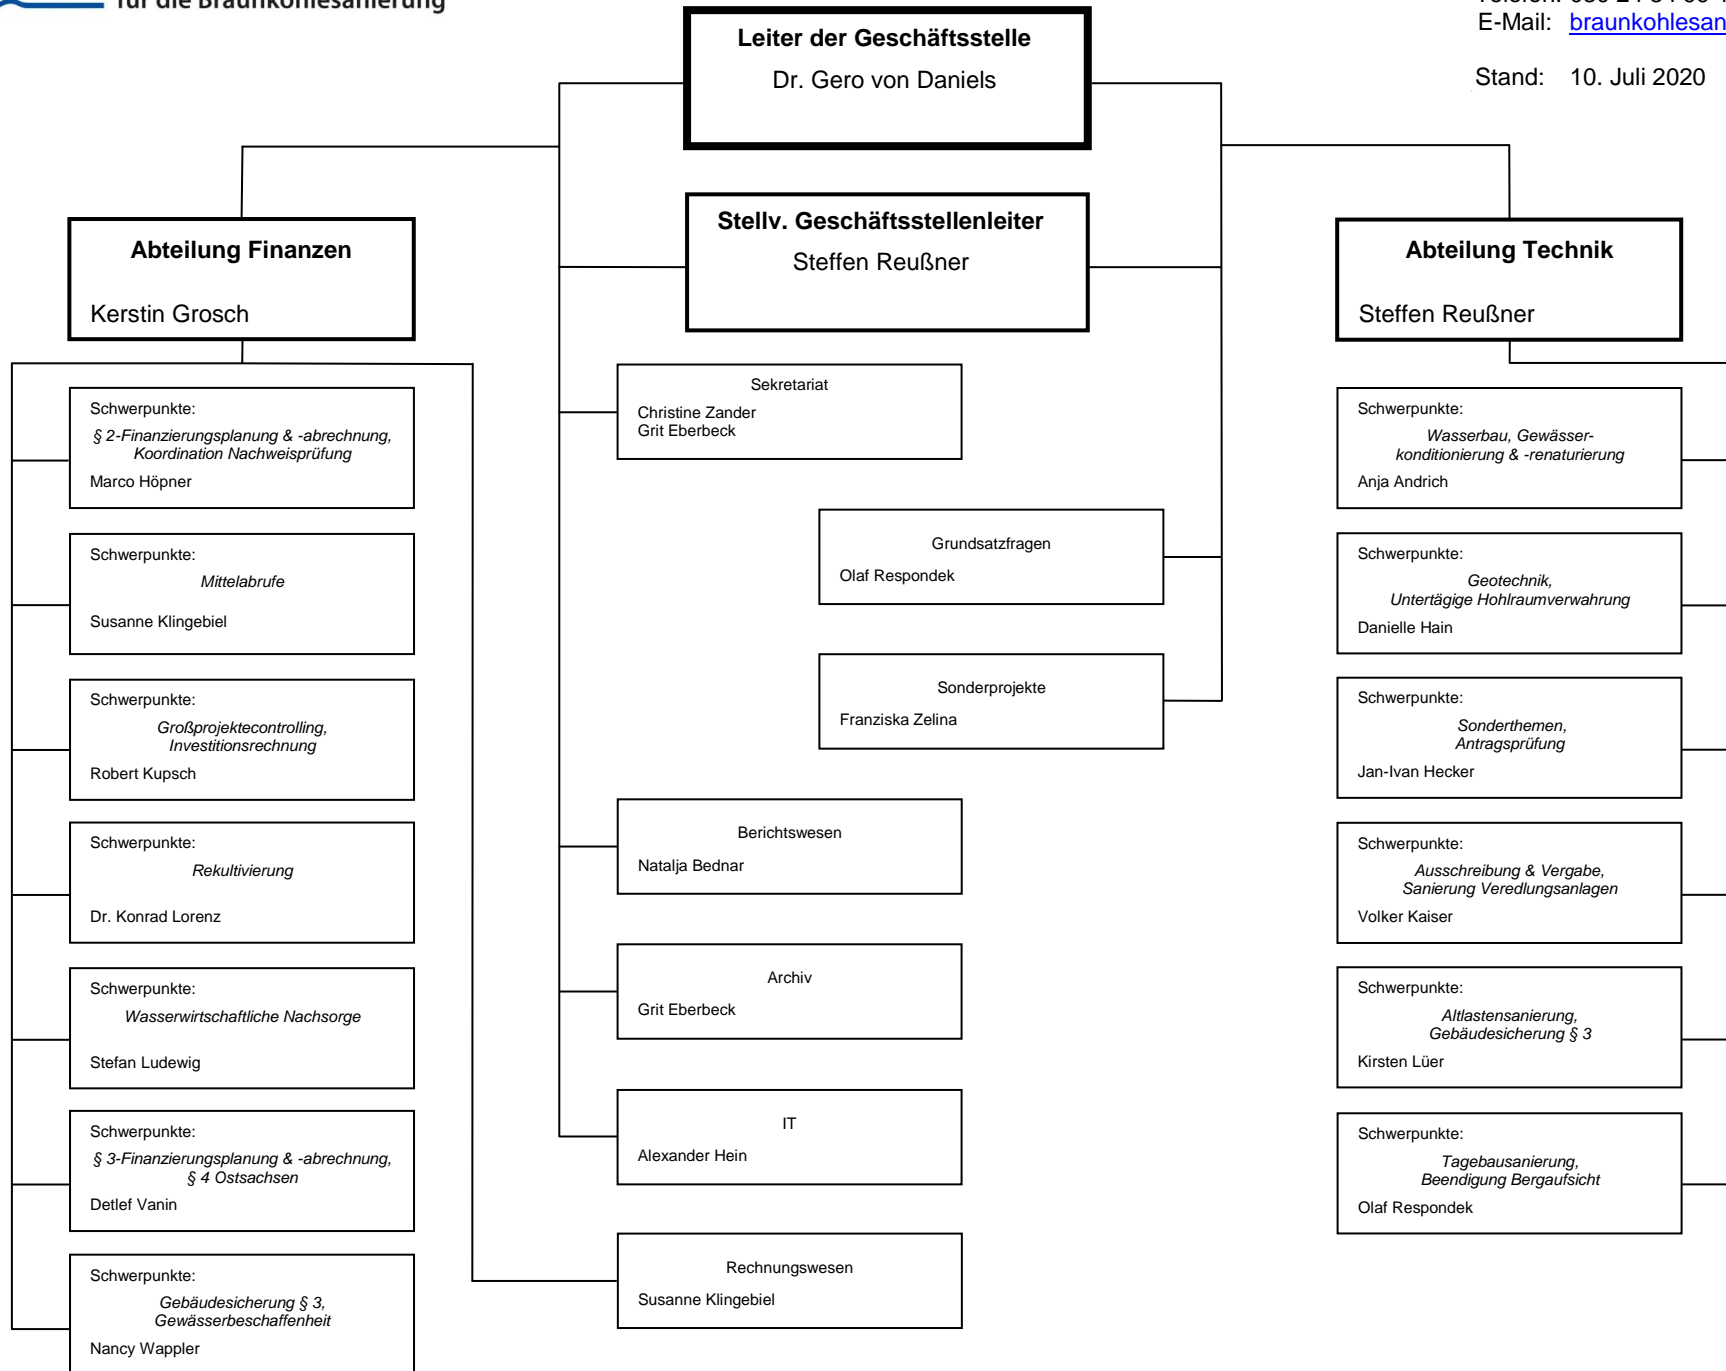 für die Braunkohlesanierung
E-Mail: braunkohlesan
Stand: 10. Juli 2020
Leiter der Geschäftsstelle
Dr. Gero von Daniels
Stellv. Geschäftsstellenleiter
Steffen Reußner
Abteilung Finanzen
Kerstin Grosch
Schwerpunkte:
§ 2-Finanzierungsplanung & -abrechnung,
Koordination Nachweisprüfung
Marco Höpner
Schwerpunkte:
Mittelabrufe
Susanne Klingebiel
Schwerpunkte:
Großprojektecontrolling,
Investitionsrechnung
Robert Kupsch
Schwerpunkte:
Rekultivierung
Dr. Konrad Lorenz
Schwerpunkte:
Wasserwirtschaftliche Nachsorge
Stefan Ludewig
Schwerpunkte:
§ 3-Finanzierungsplanung & -abrechnung,
§ 4 Ostsachsen
Detlef Vanin
Schwerpunkte:
Gebäudesicherung § 3,
Gewässerbeschaffenheit
Nancy Wappler
Sekretariat
Christine Zander
Grit Eberbeck
Grundsatzfragen
Olaf Respondek
Sonderprojekte
Franziska Zelina
Berichtswesen
Natalja Bednar
Archiv
Grit Eberbeck
IT
Alexander Hein
Rechnungswesen
Susanne Klingebiel
Abteilung Technik
Steffen Reußner
Schwerpunkte:
Wasserbau, Gewässer-
konditionierung & -renaturierung
Anja Andrich
Schwerpunkte:
Geotechnik,
Untertägige Hohlraumverwahrung
Danielle Hain
Schwerpunkte:
Sonderthemen,
Antragsprüfung
Jan-Ivan Hecker
Schwerpunkte:
Ausschreibung & Vergabe,
Sanierung Veredlungsanlagen
Volker Kaiser
Schwerpunkte:
Altlastensanierung,
Gebäudesicherung § 3
Kirsten Lüer
Schwerpunkte:
Tagebausanierung,
Beendigung Bergaufsicht
Olaf Respondek